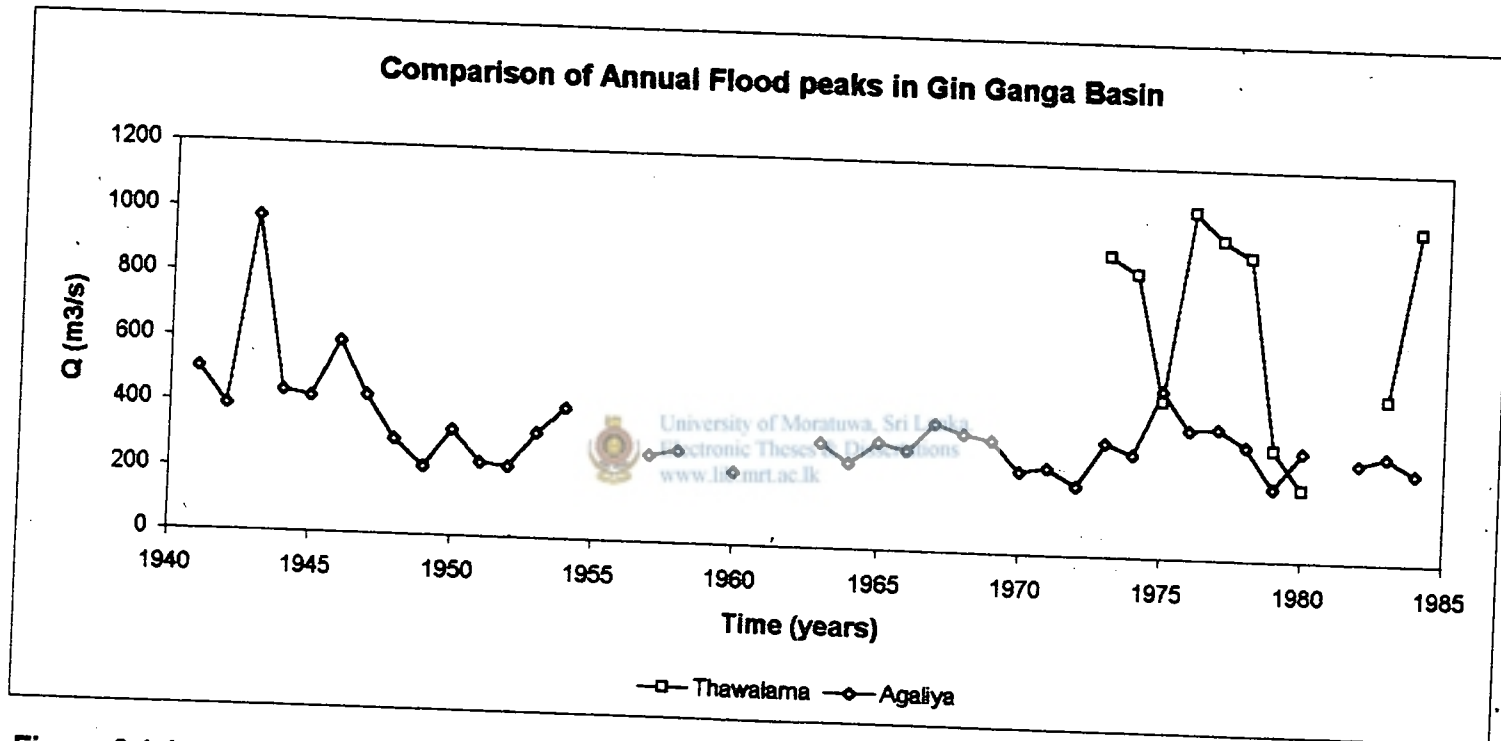 Comparison of Annual Flood peaks in Gin Ganga Basin
1200
1000
800
600
400
200
0
Q (m3/s)
1940
1945
1950
1955
1960
1965
1970
1975
1980
1985
Time (years)
Thawalama
Agaliya
University of Moratuwa, Sri Lanka
Electronic Theses & Dissertations
www.lib.mrt.ac.lk